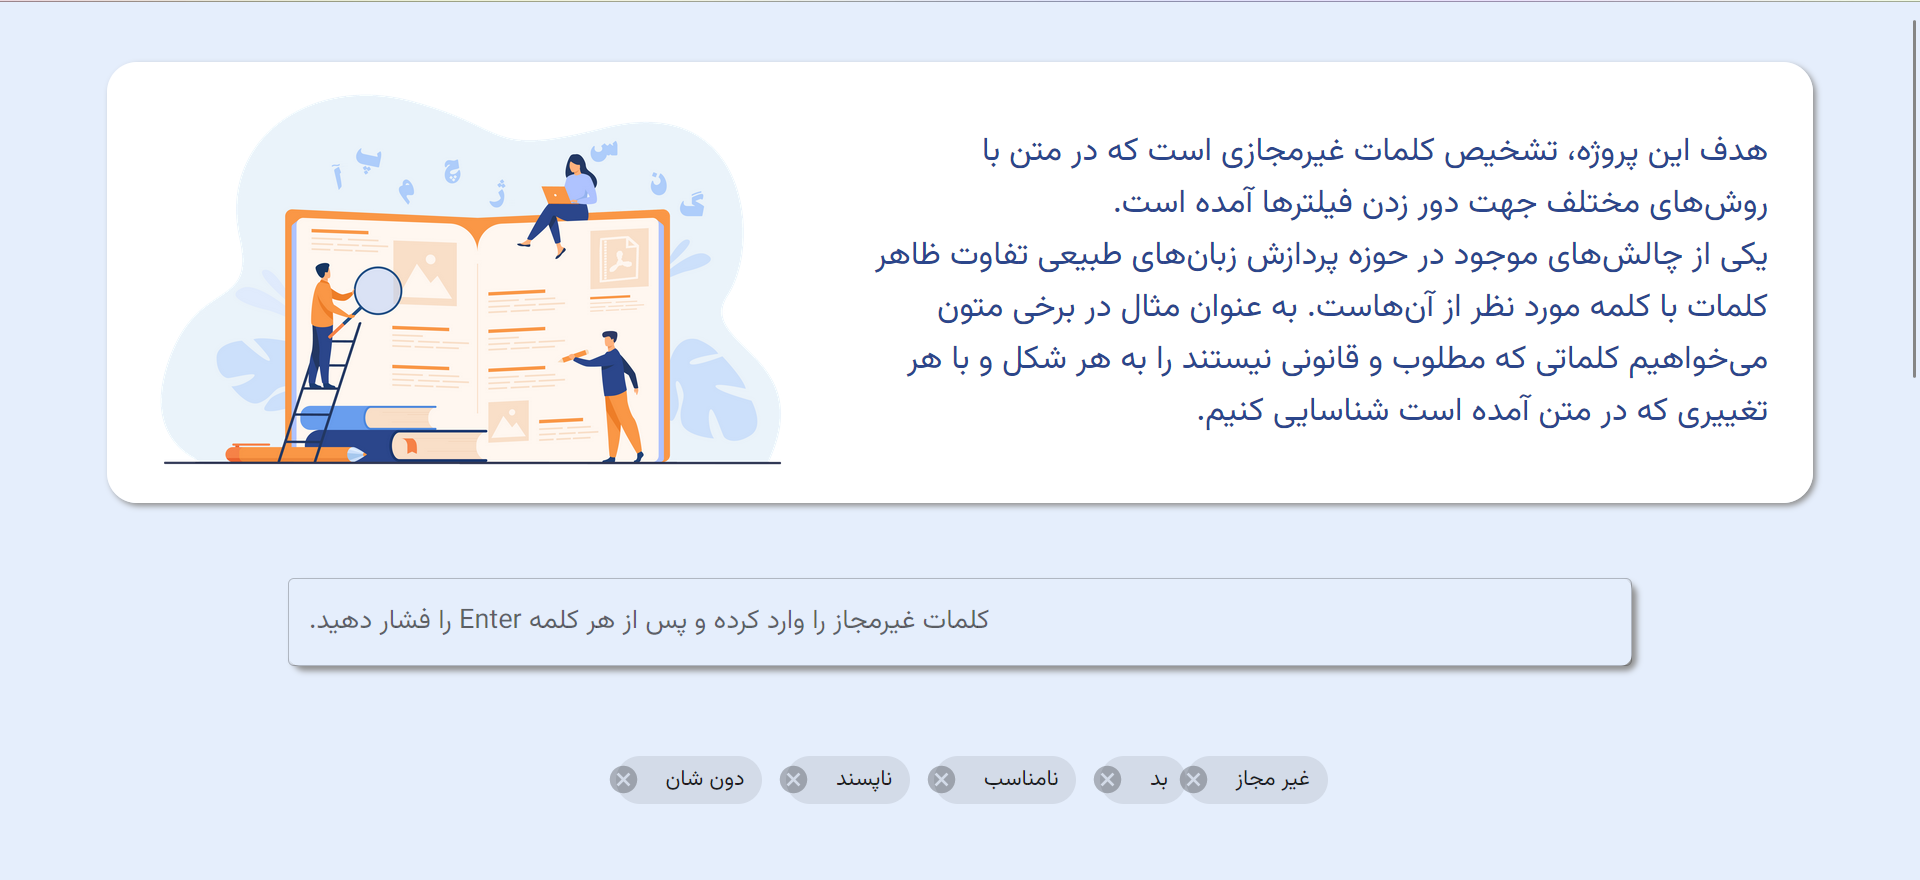 هدف این پروژه، تشخیص کلمات غیرمجازی است که در متن با
روش‌های مختلف جهت دور زدن فیلترها آمده است.
یکی از چالش‌های موجود در حوزه پردازش زبان‌های طبیعی تفاوت ظاهر
کلمات با کلمه مورد نظر از آن‌هاست. به عنوان مثال در برخی متون
می‌خواهیم کلماتی که مطلوب و قانونی نیستند را به هر شکل و با هر
تغییری که در متن آمده است شناسایی کنیم.
س
پ
چ
آ
م
ژ
ن
گ
کلمات غیرمجاز را وارد کرده و پس از هر کلمه Enter را فشار دهید.
غیر مجاز
بد
نامناسب
ناپسند
دون شان